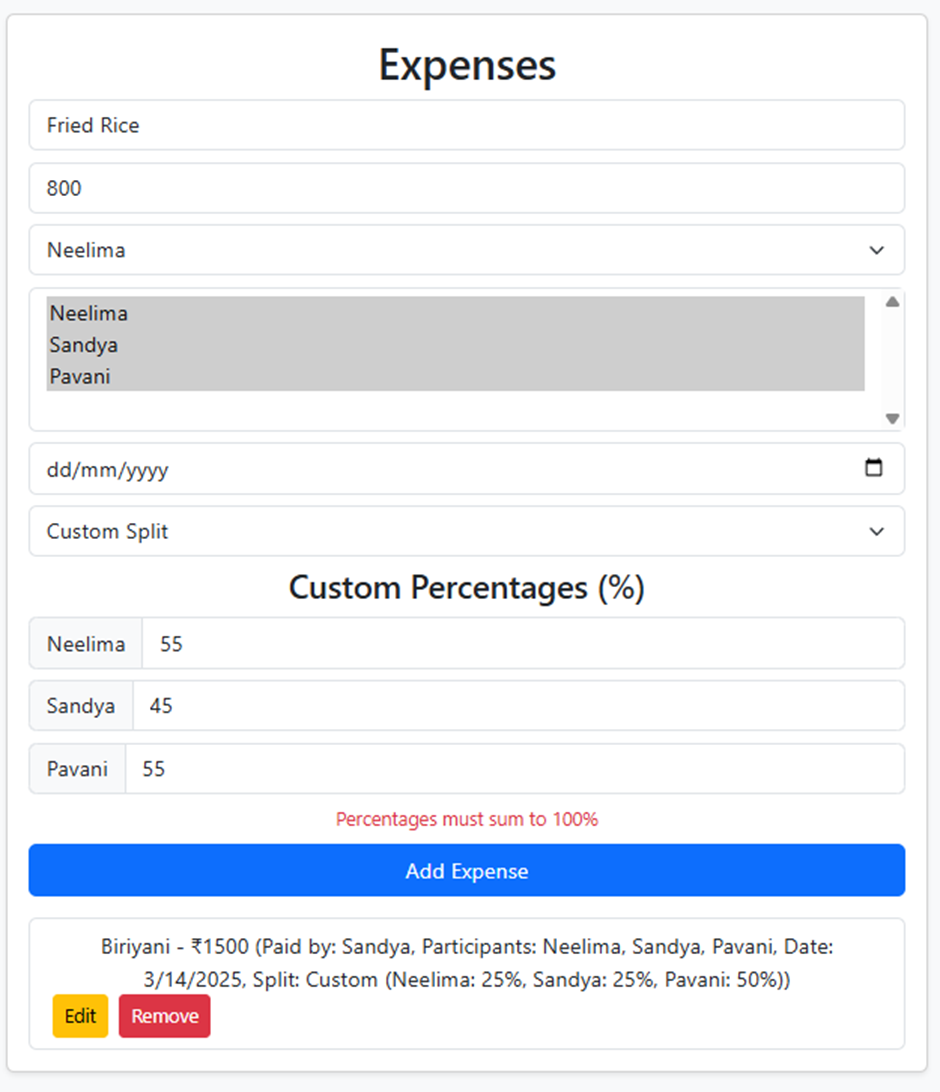 Expenses
Fried Rice
800
Neelima
Neelima
Sandya
Pavani
dd/mm/yyyy
Custom Split
Custom Percentages (%)
Neelima 55
Sandya 45
Pavani 55
Percentages must sum to 100%
Add Expense
Biriyani - ₹1500 (Paid by: Sandya, Participants: Neelima, Sandya, Pavani, Date:
3/14/2025, Split: Custom (Neelima: 25%, Sandya: 25%, Pavani: 50%))
Edit Remove